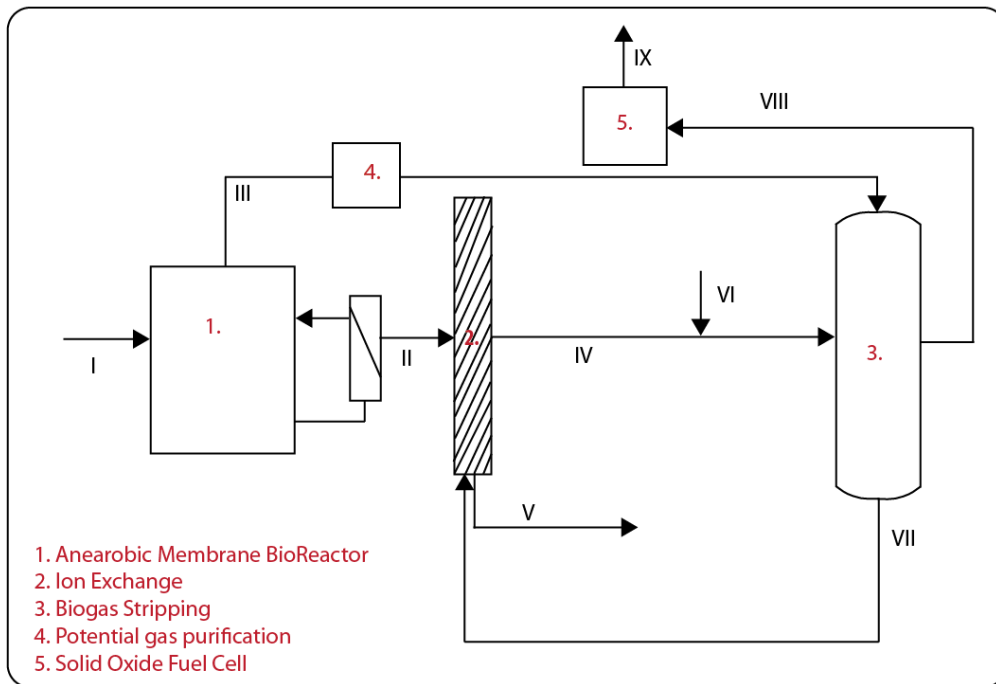 IX
VIII
5.
4.
III
1.
VI
2.
I
II
IV
3.
V
VII
1. Anearobic Membrane BioReactor
2. Ion Exchange
3. Biogas Stripping
4. Potential gas purification
5. Solid Oxide Fuel Cell